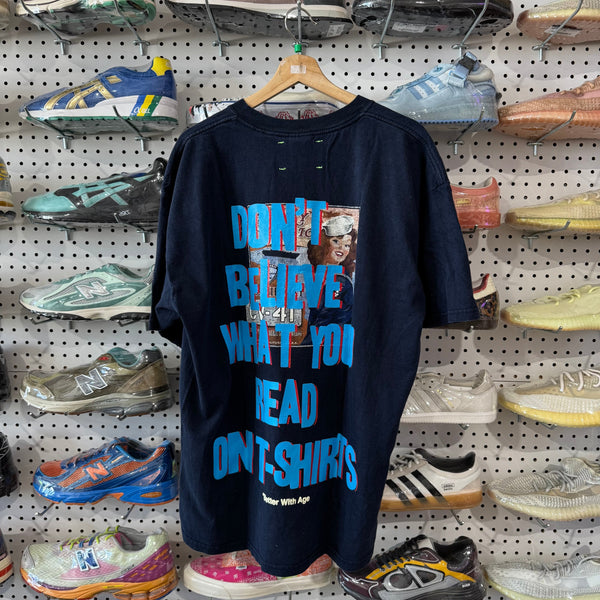 DON'T
BELIEVE
WHAT YOU
READ
ON T-SHIRTS
Better With Age